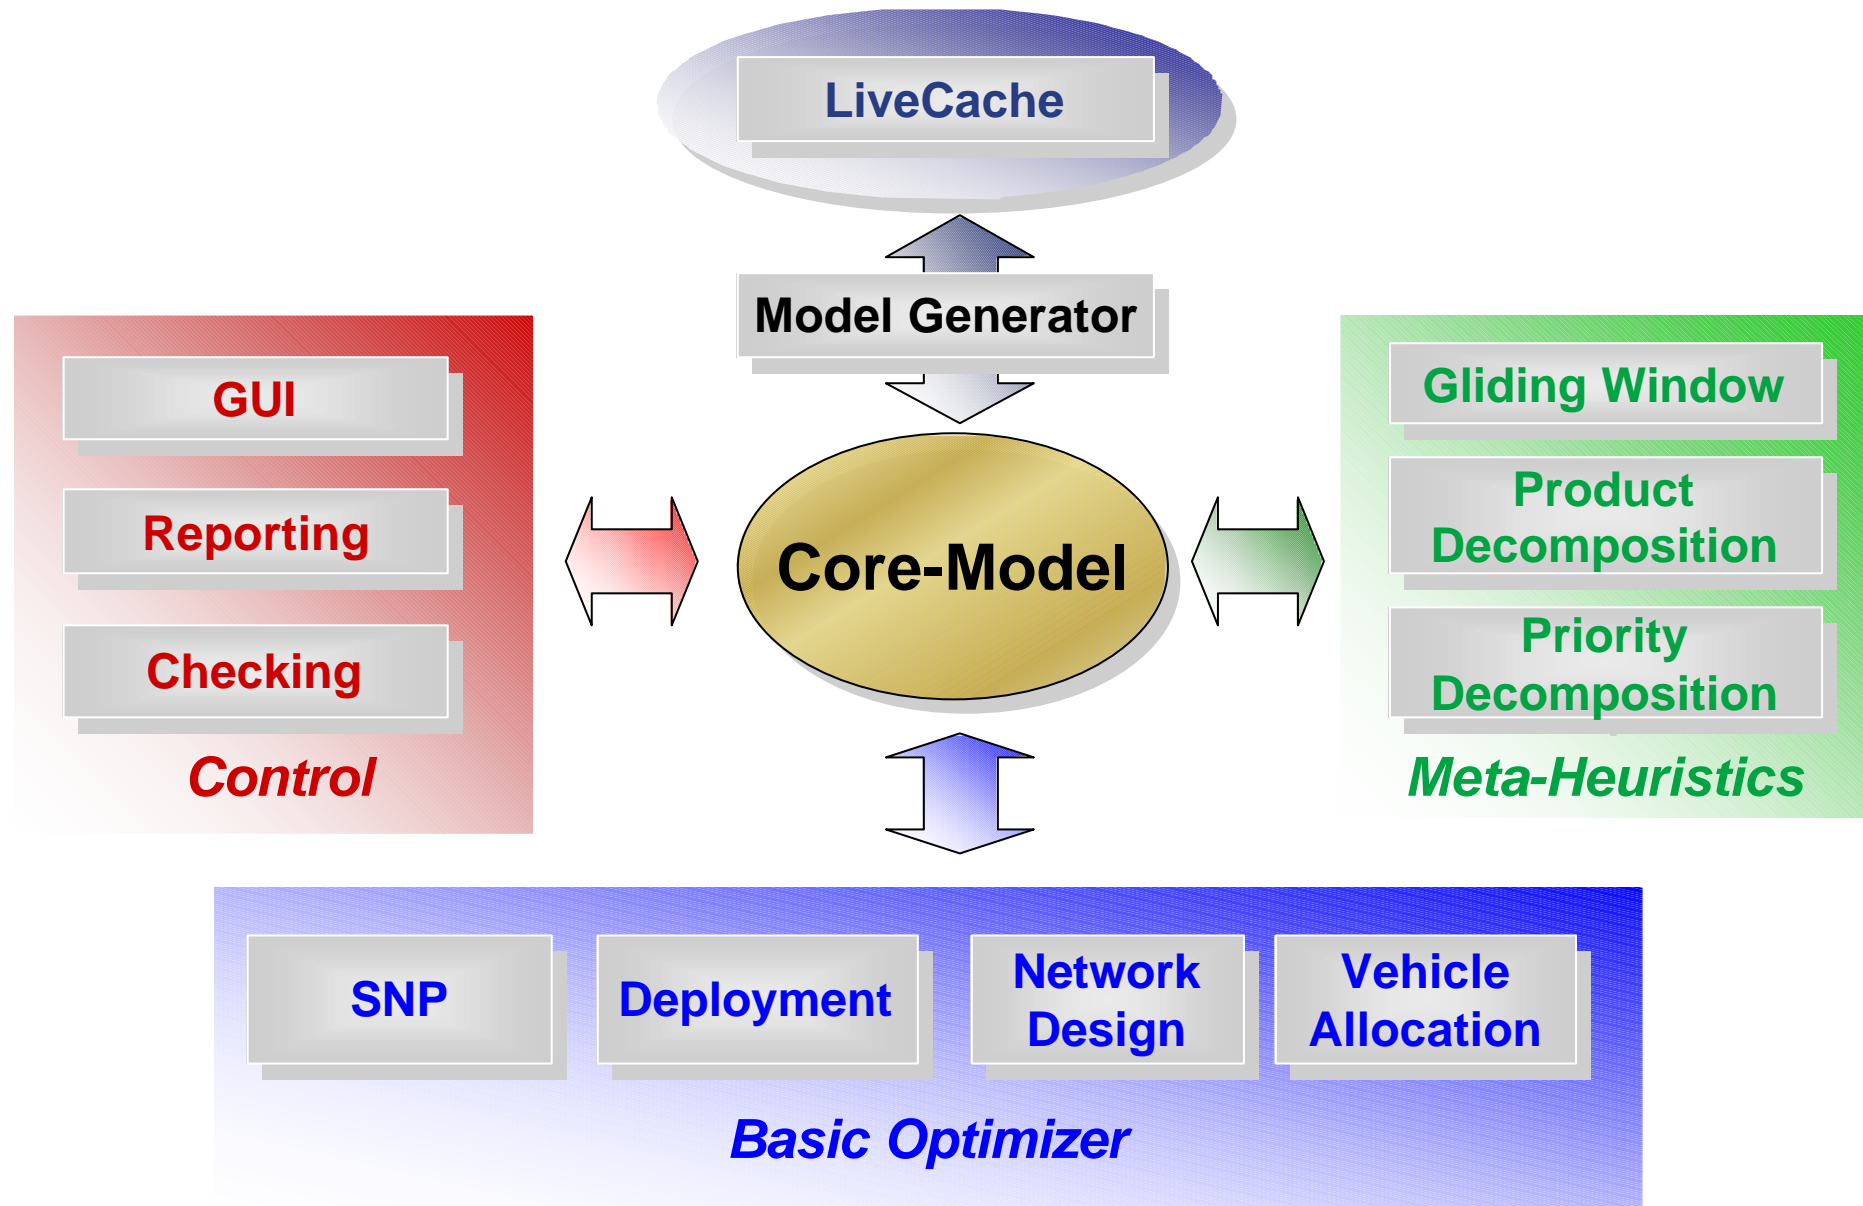 LiveCache
Model Generator
GUI
Reporting
Checking
Control
Core-Model
Gliding Window
Product
Decomposition
Priority
Decomposition
Meta-Heuristics
SNP
Deployment
Network
Design
Vehicle
Allocation
Basic Optimizer